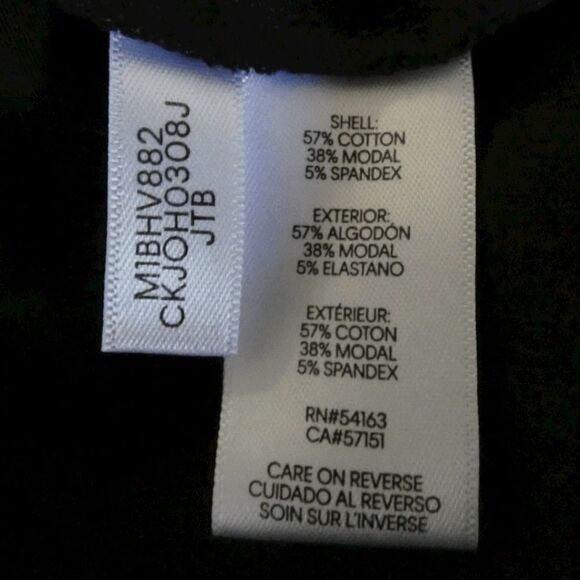 M1BHV882
CKJOH0308J
JTB
SHELL:
57% COTTON
38% MODAL
5% SPANDEX
EXTERIOR:
57% ALGODÓN
38% MODAL
5% ELASTANO
EXTÉRIEUR:
57% COTON
38% MODAL
5% SPANDEX
RN#54163
CA#57151
CARE ON REVERSE
CUIDADO AL REVERSO
SOIN SUR L'INVERSE